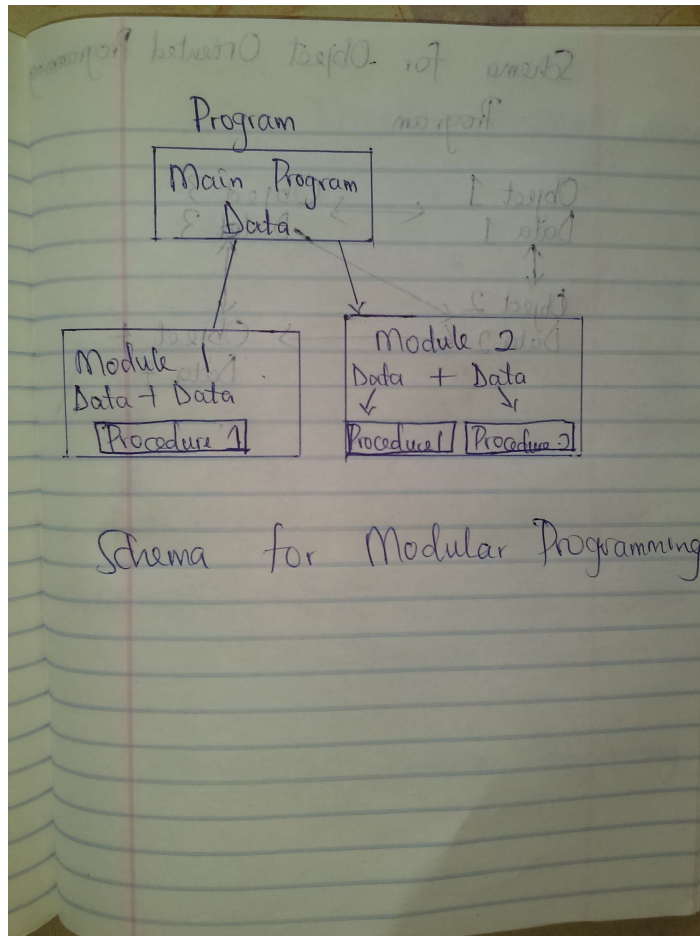 Program
Main Program
Data
Module 1
Data + Data
Procedure 1
Module 2
Data + Data
Procedure 1
Procedure 2
Schema for Modular Programming